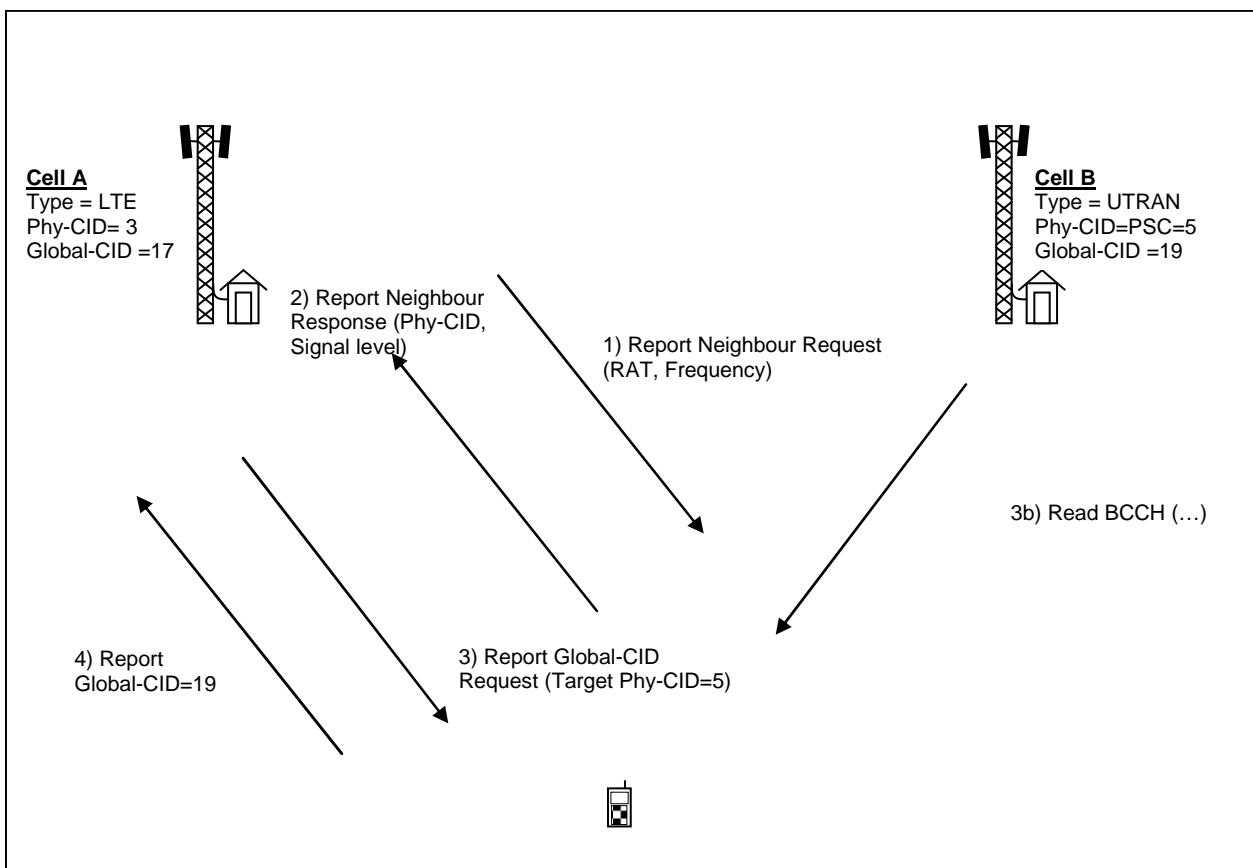 Cell A
Type = LTE
Phy-CID= 3
Global-CID =17
Cell B
Type = UTRAN
Phy-CID=PSC=5
Global-CID =19
2) Report Neighbour
Response (Phy-CID,
Signal level)
1) Report Neighbour Request
(RAT, Frequency)
3b) Read BCCH (…)
4) Report
Global-CID=19
3) Report Global-CID
Request (Target Phy-CID=5)